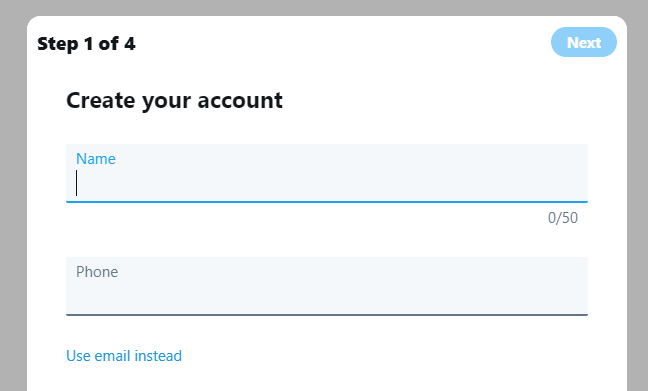 Step 1 of 4
Next
Create your account
Name
0/50
Phone
Use email instead